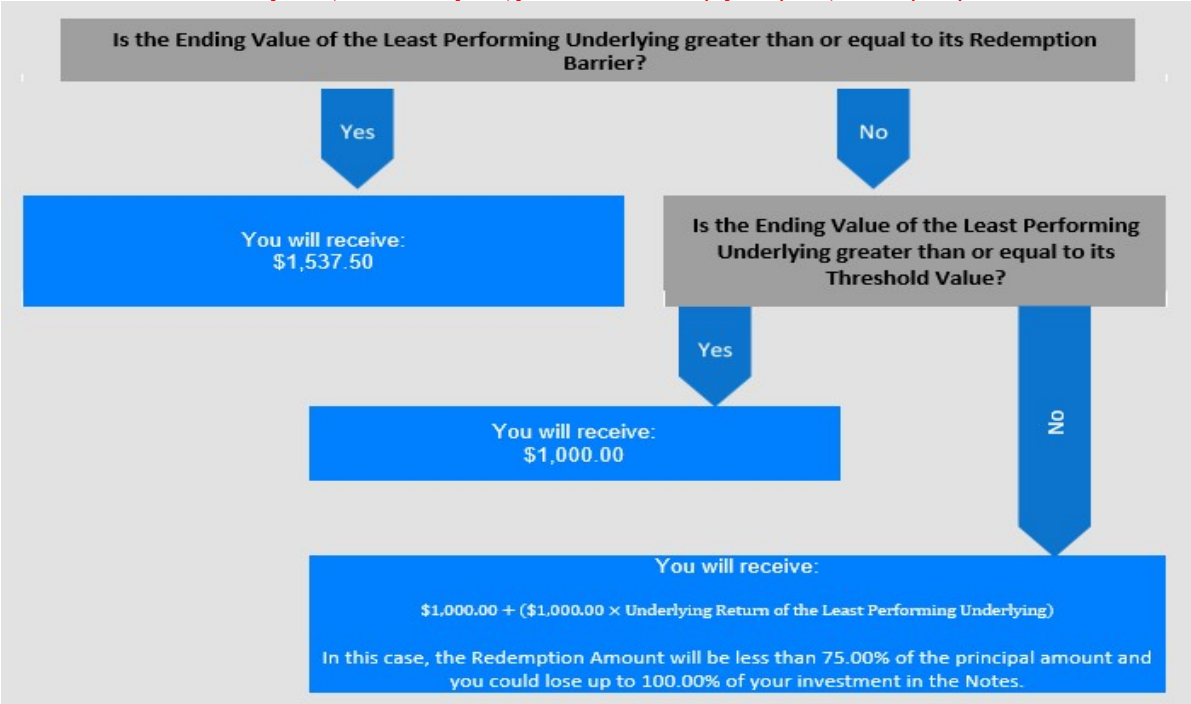 Is the Ending Value of the Least Performing Underlying greater than or equal to its Redemption
Barrier?
Yes
No
You will receive:
$1,537.50
Is the Ending Value of the Least Performing
Underlying greater than or equal to its
Threshold Value?
Yes
No
You will receive:
$1,000.00
You will receive:
$1,000.00 + ($1,000.00 × Underlying Return of the Least Performing Underlying)
In this case, the Redemption Amount will be less than 75.00% of the principal amount and
you could lose up to 100.00% of your investment in the Notes.